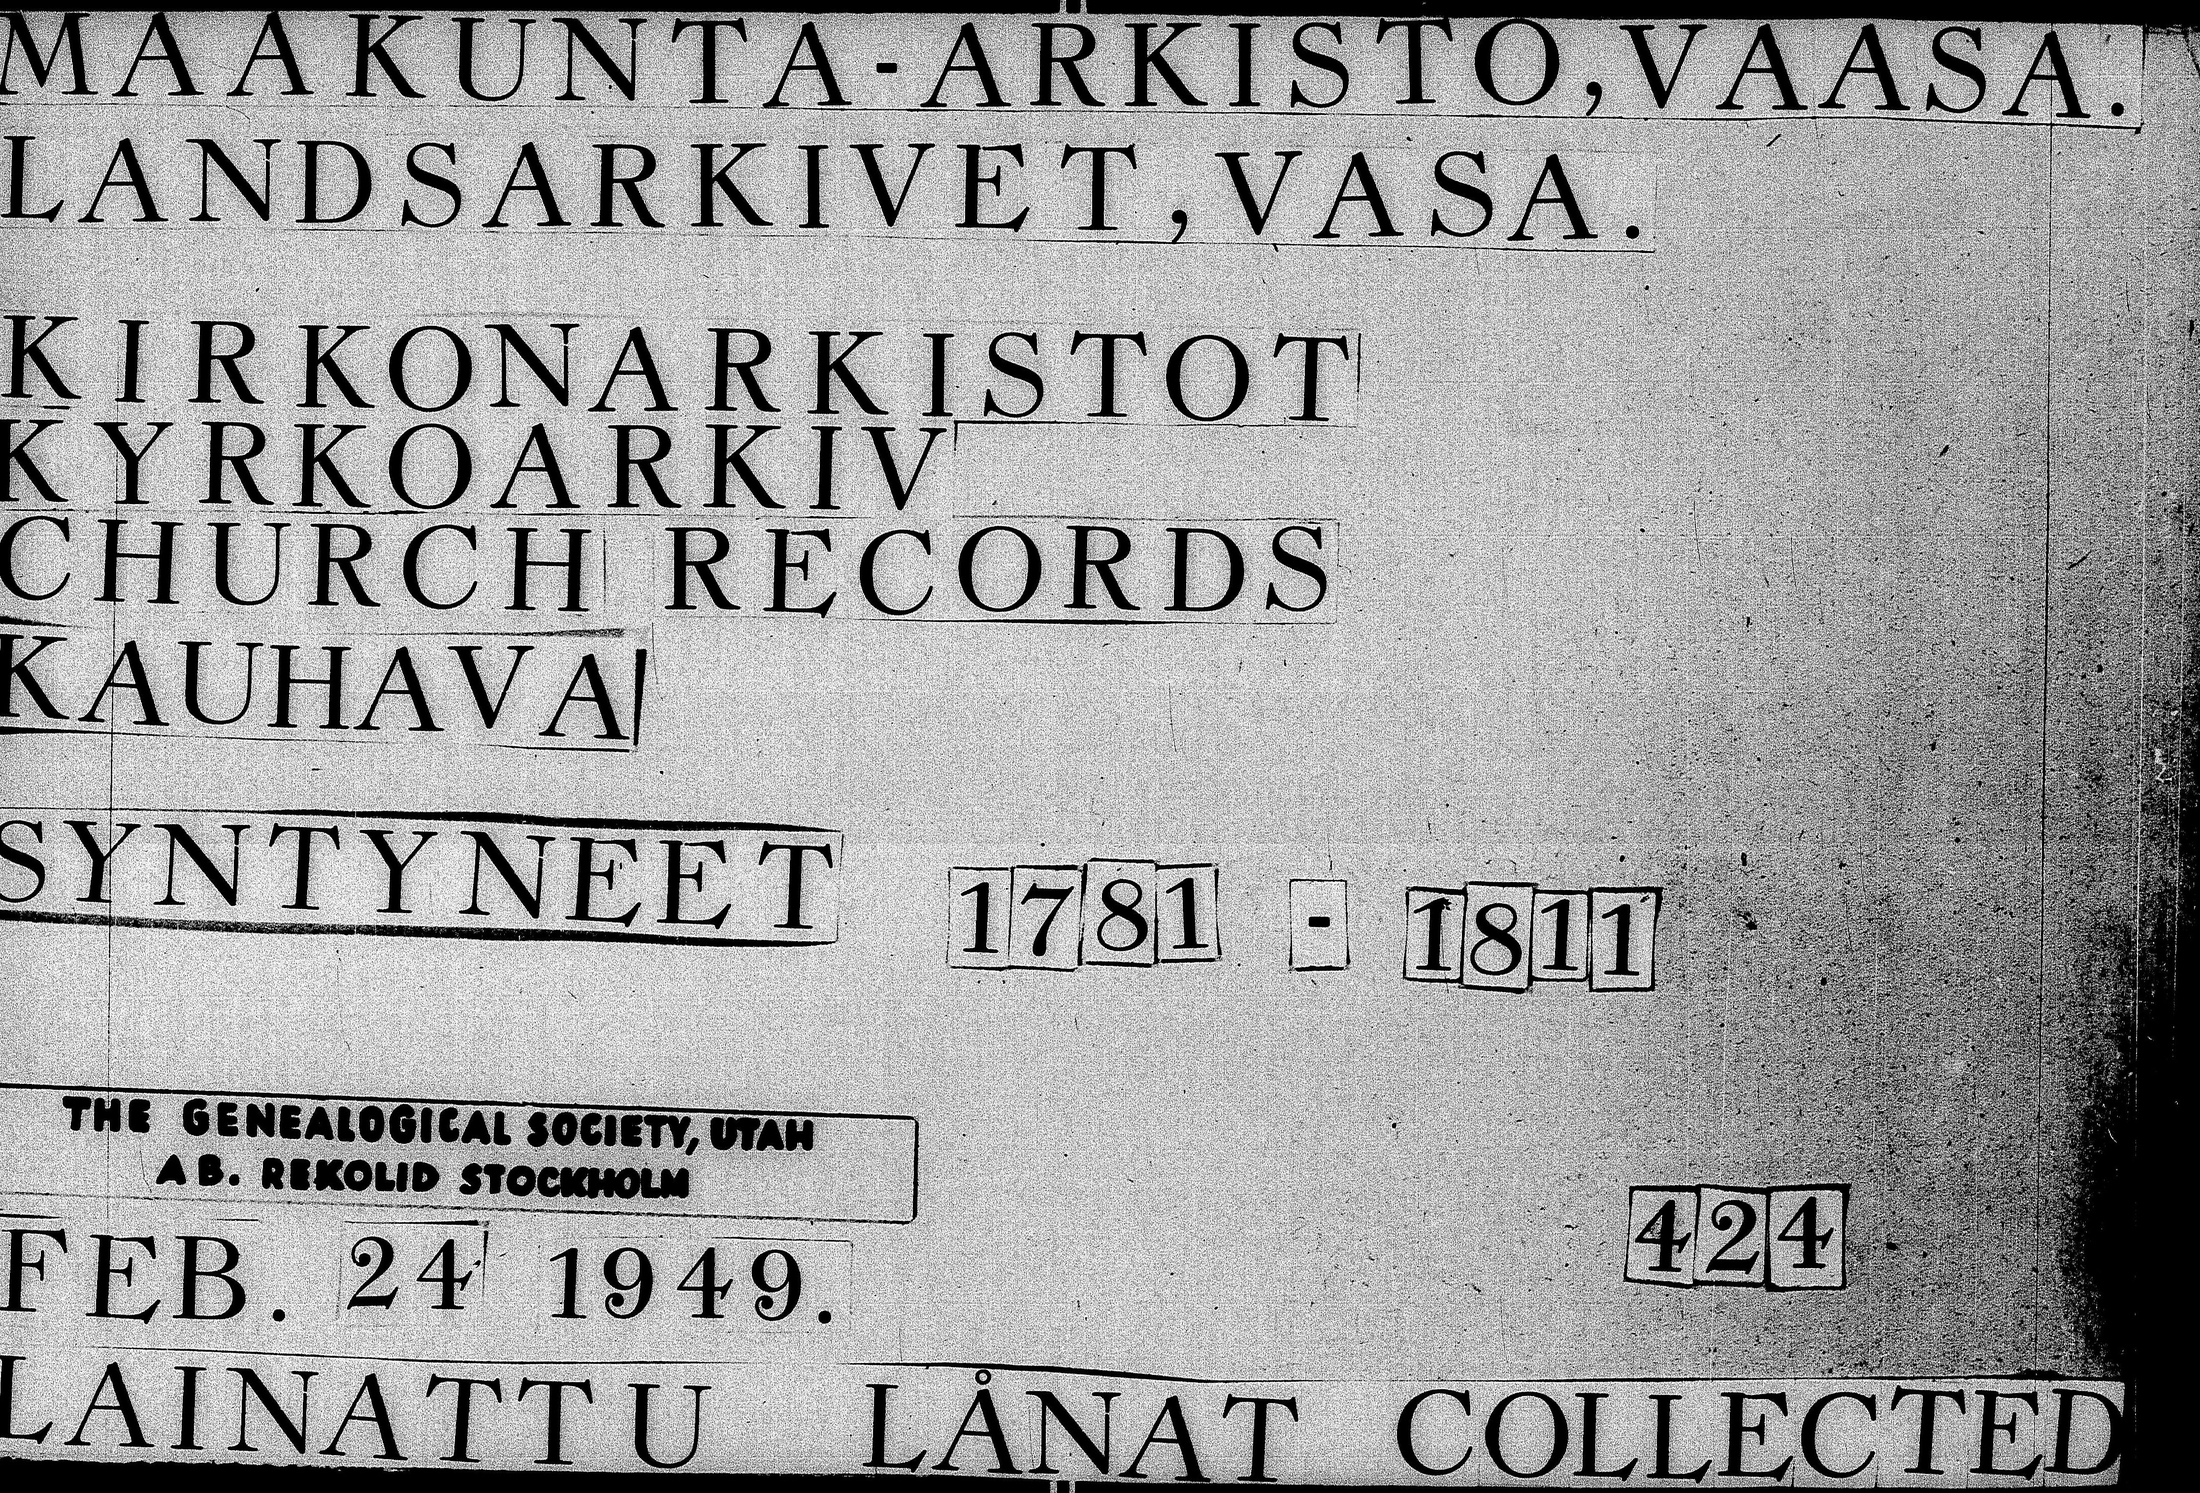 MAAKUNTA-ARKISTO, VAASA.
LANDSARKIVET, VASA.
KIRKONARKISTOT
KYRKOARKIV
CHURCH RECORDS
KAUHAVA
SYNTYNEET 1781 - 1811
THE GENEALOGICAL SOCIETY, UTAH
AB. REKOLID STOCKHOLM
424
FEB. 24 1949.
LAINATTU LÅNAT COLLECTED